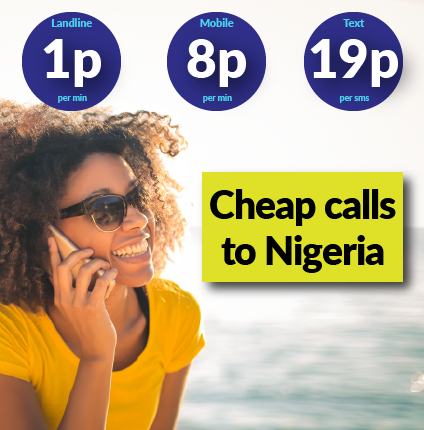 Landline
1p
per min
Mobile
8p
per min
Text
19p
per sms
Cheap calls
to Nigeria